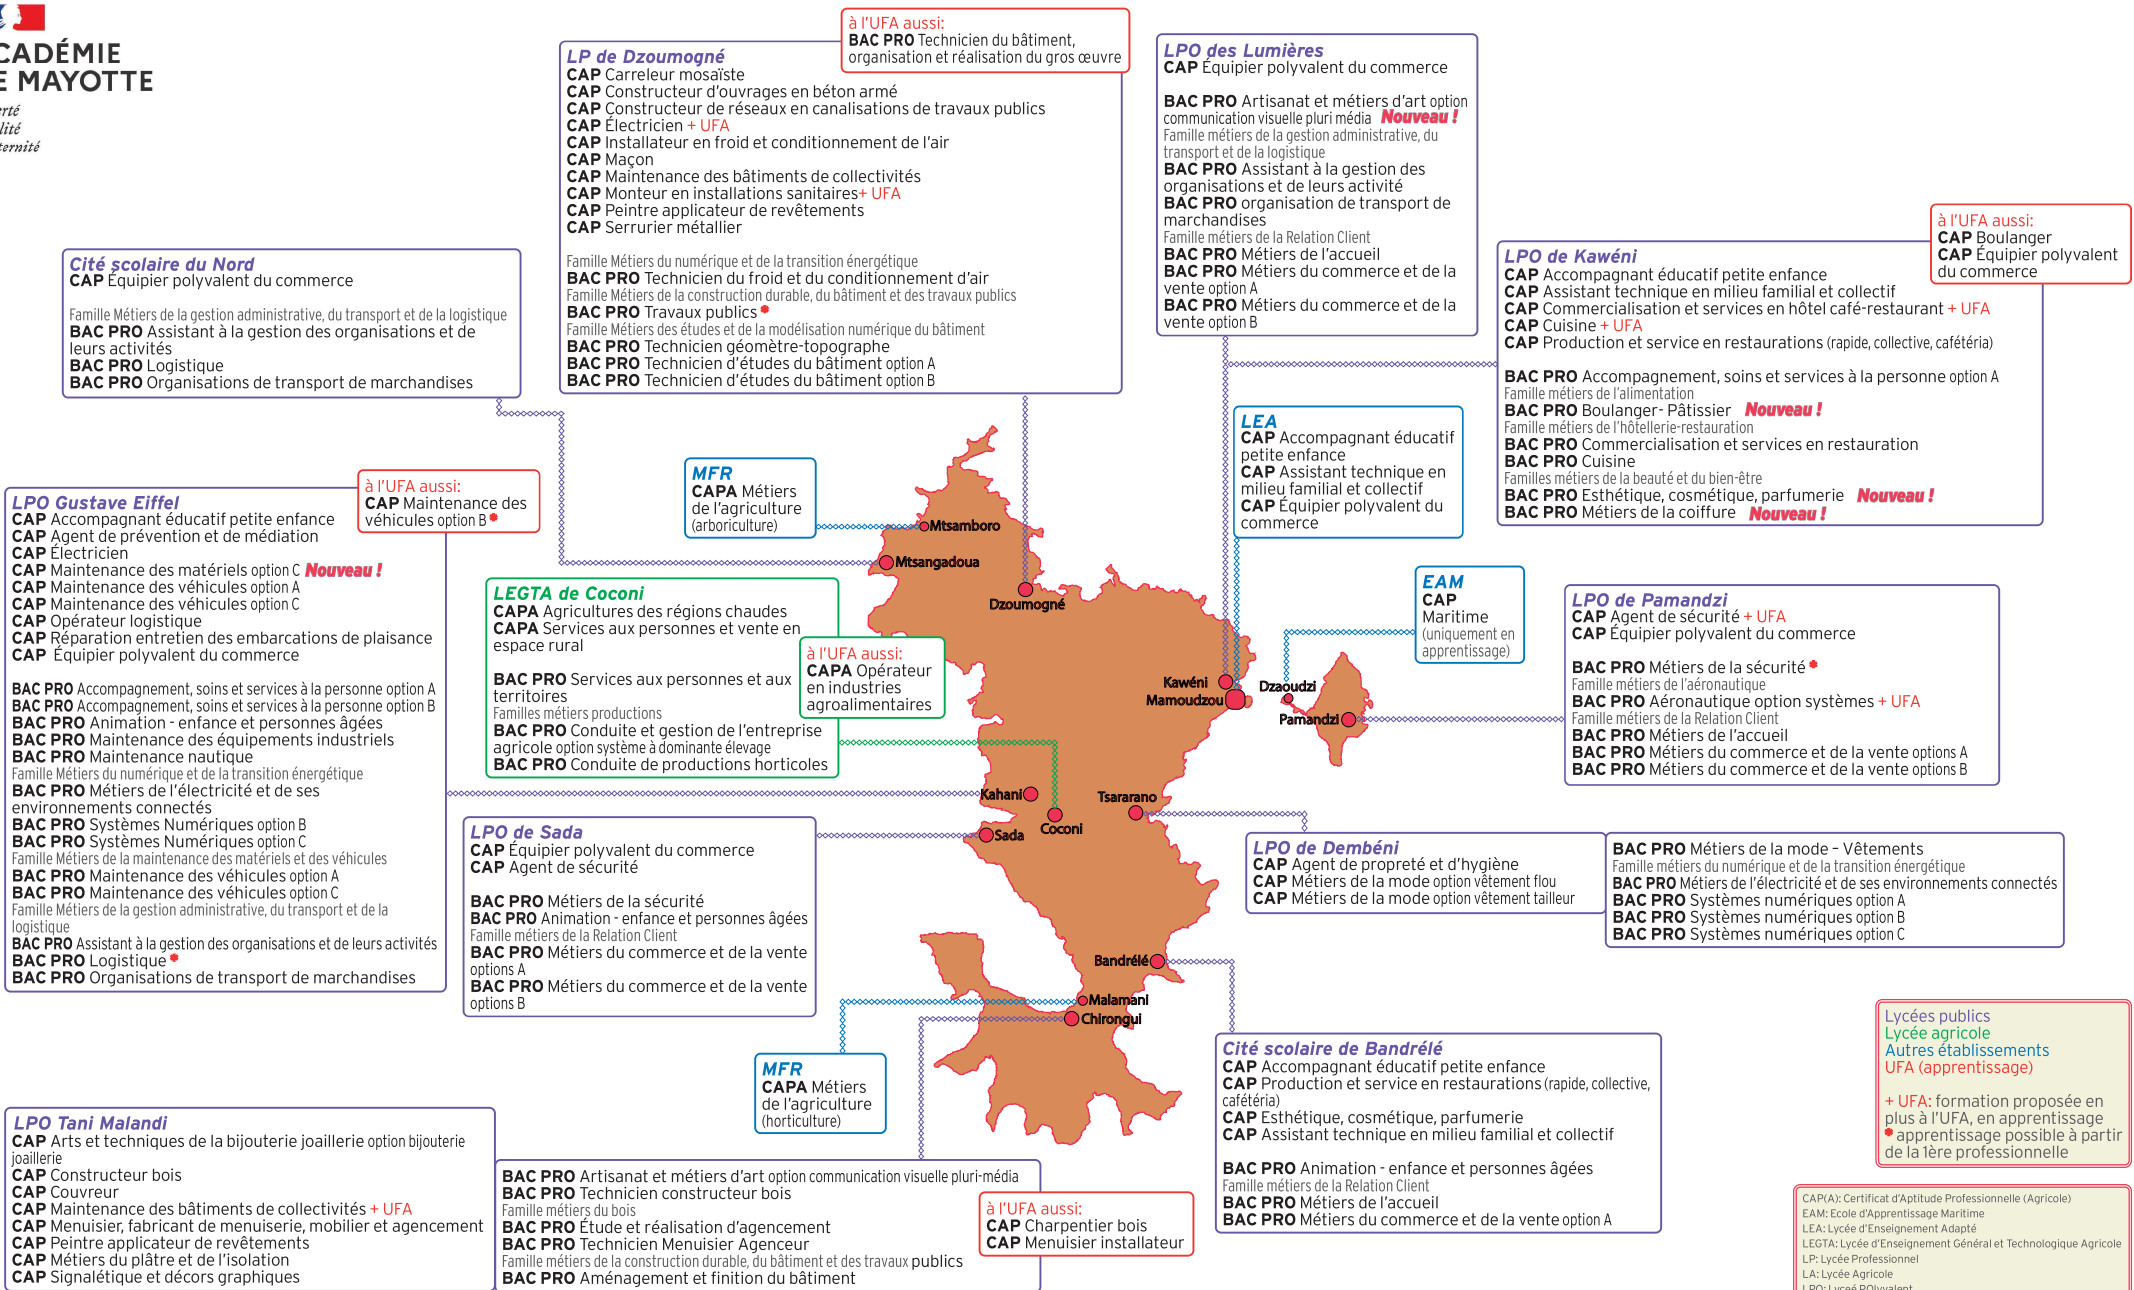 CADÉMIE
E MAYOTTE
erté
lité
ternité
à l'UFA aussi:
BAC PRO Technicien du bâtiment,
organisation et réalisation du gros œuvre
LP de Dzoumogné
CAP Carreleur mosaïste
CAP Constructeur d'ouvrages en béton armé
CAP Constructeur de réseaux en canalisations de travaux publics
CAP Électricien + UFA
CAP Installateur en froid et conditionnement de l'air
CAP Maçon
CAP Maintenance des bâtiments de collectivités
CAP Monteur en installations sanitaires+ UFA
CAP Peintre applicateur de revêtements
CAP Serrurier métallier
Famille Métiers du numérique et de la transition énergétique
BAC PRO Technicien du froid et du conditionnement d'air
Famille Métiers de la construction durable, du bâtiment et des travaux publics
BAC PRO Travaux publics *
Famille Métiers des études et de la modélisation numérique du bâtiment
BAC PRO Technicien géomètre-topographe
BAC PRO Technicien d'études du bâtiment option A
BAC PRO Technicien d'études du bâtiment option B
LPO des Lumières
CAP Équipier polyvalent du commerce
BAC PRO Artisanat et métiers d'art option
communication visuelle pluri média Nouveau !
Famille métiers de la gestion administrative, du
transport et de la logistique
BAC PRO Assistant à la gestion des
organisations et de leurs activité
BAC PRO organisation de transport de
marchandises
Famille métiers de la Relation Client
BAC PRO Métiers de l'accueil
BAC PRO Métiers du commerce et de la
vente option A
BAC PRO Métiers du commerce et de la
vente option B
à l'UFA aussi:
CAP Boulanger
CAP Équipier polyvalent
du commerce
LPO de Kawéni
CAP Accompagnant éducatif petite enfance
CAP Assistant technique en milieu familial et collectif
CAP Commercialisation et services en hôtel café-restaurant + UFA
CAP Cuisine + UFA
CAP Production et service en restaurations (rapide, collective, cafétéria)
BAC PRO Accompagnement, soins et services à la personne option A
Famille métiers de l'alimentation
BAC PRO Boulanger- Pâtissier Nouveau !
Famille métiers de l'hôtellerie-restauration
BAC PRO Commercialisation et services en restauration
BAC PRO Cuisine
Familles métiers de la beauté et du bien-être
BAC PRO Esthétique, cosmétique, parfumerie Nouveau !
BAC PRO Métiers de la coiffure Nouveau !
Cité scolaire du Nord
CAP Équipier polyvalent du commerce
Famille Métiers de la gestion administrative, du transport et de la logistique
BAC PRO Assistant à la gestion des organisations et de
leurs activités
BAC PRO Logistique
BAC PRO Organisations de transport de marchandises
LEA
CAP Accompagnant éducatif
petite enfance
CAP Assistant technique en
milieu familial et collectif
CAP Équipier polyvalent du
commerce
MFR
CAPA Métiers
de l'agriculture
(arboriculture)
à l'UFA aussi:
CAP Maintenance des
véhicules option B *
LPO Gustave Eiffel
CAP Accompagnant éducatif petite enfance
CAP Agent de prévention et de médiation
CAP Électricien
CAP Maintenance des matériels option C Nouveau !
CAP Maintenance des véhicules option A
CAP Maintenance des véhicules option C
CAP Opérateur logistique
CAP Réparation entretien des embarcations de plaisance
CAP Équipier polyvalent du commerce
BAC PRO Accompagnement, soins et services à la personne option A
BAC PRO Accompagnement, soins et services à la personne option B
BAC PRO Animation - enfance et personnes âgées
BAC PRO Maintenance des équipements industriels
BAC PRO Maintenance nautique
Famille Métiers du numérique et de la transition énergétique
BAC PRO Métiers de l'électricité et de ses
environnements connectés
BAC PRO Systèmes Numériques option B
BAC PRO Systèmes Numériques option C
Famille Métiers de la maintenance des matériels et des véhicules
BAC PRO Maintenance des véhicules option A
BAC PRO Maintenance des véhicules option C
Famille Métiers de la gestion administrative, du transport et de la
logistique
BAC PRO Assistant à la gestion des organisations et de leurs activités
BAC PRO Logistique *
BAC PRO Organisations de transport de marchandises
LEGTA de Coconi
CAPA Agricultures des régions chaudes
CAPA Services aux personnes et vente en
espace rural
BAC PRO Services aux personnes et aux
territoires
Familles métiers productions
BAC PRO Conduite et gestion de l'entreprise
agricole option système à dominante élevage
BAC PRO Conduite de productions horticoles
à l'UFA aussi:
CAPA Opérateur
en industries
agroalimentaires
EAM
CAP
Maritime
(uniquement en
apprentissage)
LPO de Pamandzi
CAP Agent de sécurité + UFA
CAP Équipier polyvalent du commerce
BAC PRO Métiers de la sécurité *
Famille métiers de l'aéronautique
BAC PRO Aéronautique option systèmes + UFA
Famille métiers de la Relation Client
BAC PRO Métiers de l'accueil
BAC PRO Métiers du commerce et de la vente options A
BAC PRO Métiers du commerce et de la vente options B
Mtsamboro
Mtsangadoua
Dzoumogné
Kawéni
Mamoudzou
Dzaoudzi
Pamandzi
Kahani
Tsararano
Coconi
Sada
Bandrélé
Malamani
Chirongui
LPO de Sada
CAP Équipier polyvalent du commerce
CAP Agent de sécurité
BAC PRO Métiers de la sécurité
BAC PRO Animation - enfance et personnes âgées
Famille métiers de la Relation Client
BAC PRO Métiers du commerce et de la vente
options A
BAC PRO Métiers du commerce et de la vente
options B
LPO de Dembéni
CAP Agent de propreté et d'hygiène
CAP Métiers de la mode option vêtement flou
CAP Métiers de la mode option vêtement tailleur
BAC PRO Métiers de la mode – Vêtements
Famille métiers du numérique et de la transition énergétique
BAC PRO Métiers de l'électricité et de ses environnements connectés
BAC PRO Systèmes numériques option A
BAC PRO Systèmes numériques option B
BAC PRO Systèmes numériques option C
MFR
CAPA Métiers
de l'agriculture
(horticulture)
Cité scolaire de Bandrélé
CAP Accompagnant éducatif petite enfance
CAP Production et service en restaurations (rapide, collective,
cafétéria)
CAP Esthétique, cosmétique, parfumerie
CAP Assistant technique en milieu familial et collectif
BAC PRO Animation - enfance et personnes âgées
Famille métiers de la Relation Client
BAC PRO Métiers de l'accueil
BAC PRO Métiers du commerce et de la vente option A
LPO Tani Malandi
CAP Arts et techniques de la bijouterie joaillerie option bijouterie
joaillerie
CAP Constructeur bois
CAP Couvreur
CAP Maintenance des bâtiments de collectivités + UFA
CAP Menuisier, fabricant de menuiserie, mobilier et agencement
CAP Peintre applicateur de revêtements
CAP Métiers du plâtre et de l'isolation
CAP Signalétique et décors graphiques
BAC PRO Artisanat et métiers d'art option communication visuelle pluri-média
BAC PRO Technicien constructeur bois
Famille métiers du bois
BAC PRO Étude et réalisation d'agencement
BAC PRO Technicien Menuisier Agenceur
Famille métiers de la construction durable, du bâtiment et des travaux publics
BAC PRO Aménagement et finition du bâtiment
à l'UFA aussi:
CAP Charpentier bois
CAP Menuisier installateur
Lycées publics
Lycée agricole
Autres établissements
UFA (apprentissage)
+ UFA: formation proposée en
plus à l'UFA, en apprentissage
* apprentissage possible à partir
de la 1ère professionnelle
CAP(A): Certificat d'Aptitude Professionnelle (Agricole)
EAM: Ecole d'Apprentissage Maritime
LEA: Lycée d'Enseignement Adapté
LEGTA: Lycée d'Enseignement Général et Technologique Agricole
LP: Lycée Professionnel
LA: Lycée Agricole
LPO: Lyceé POlyvalent